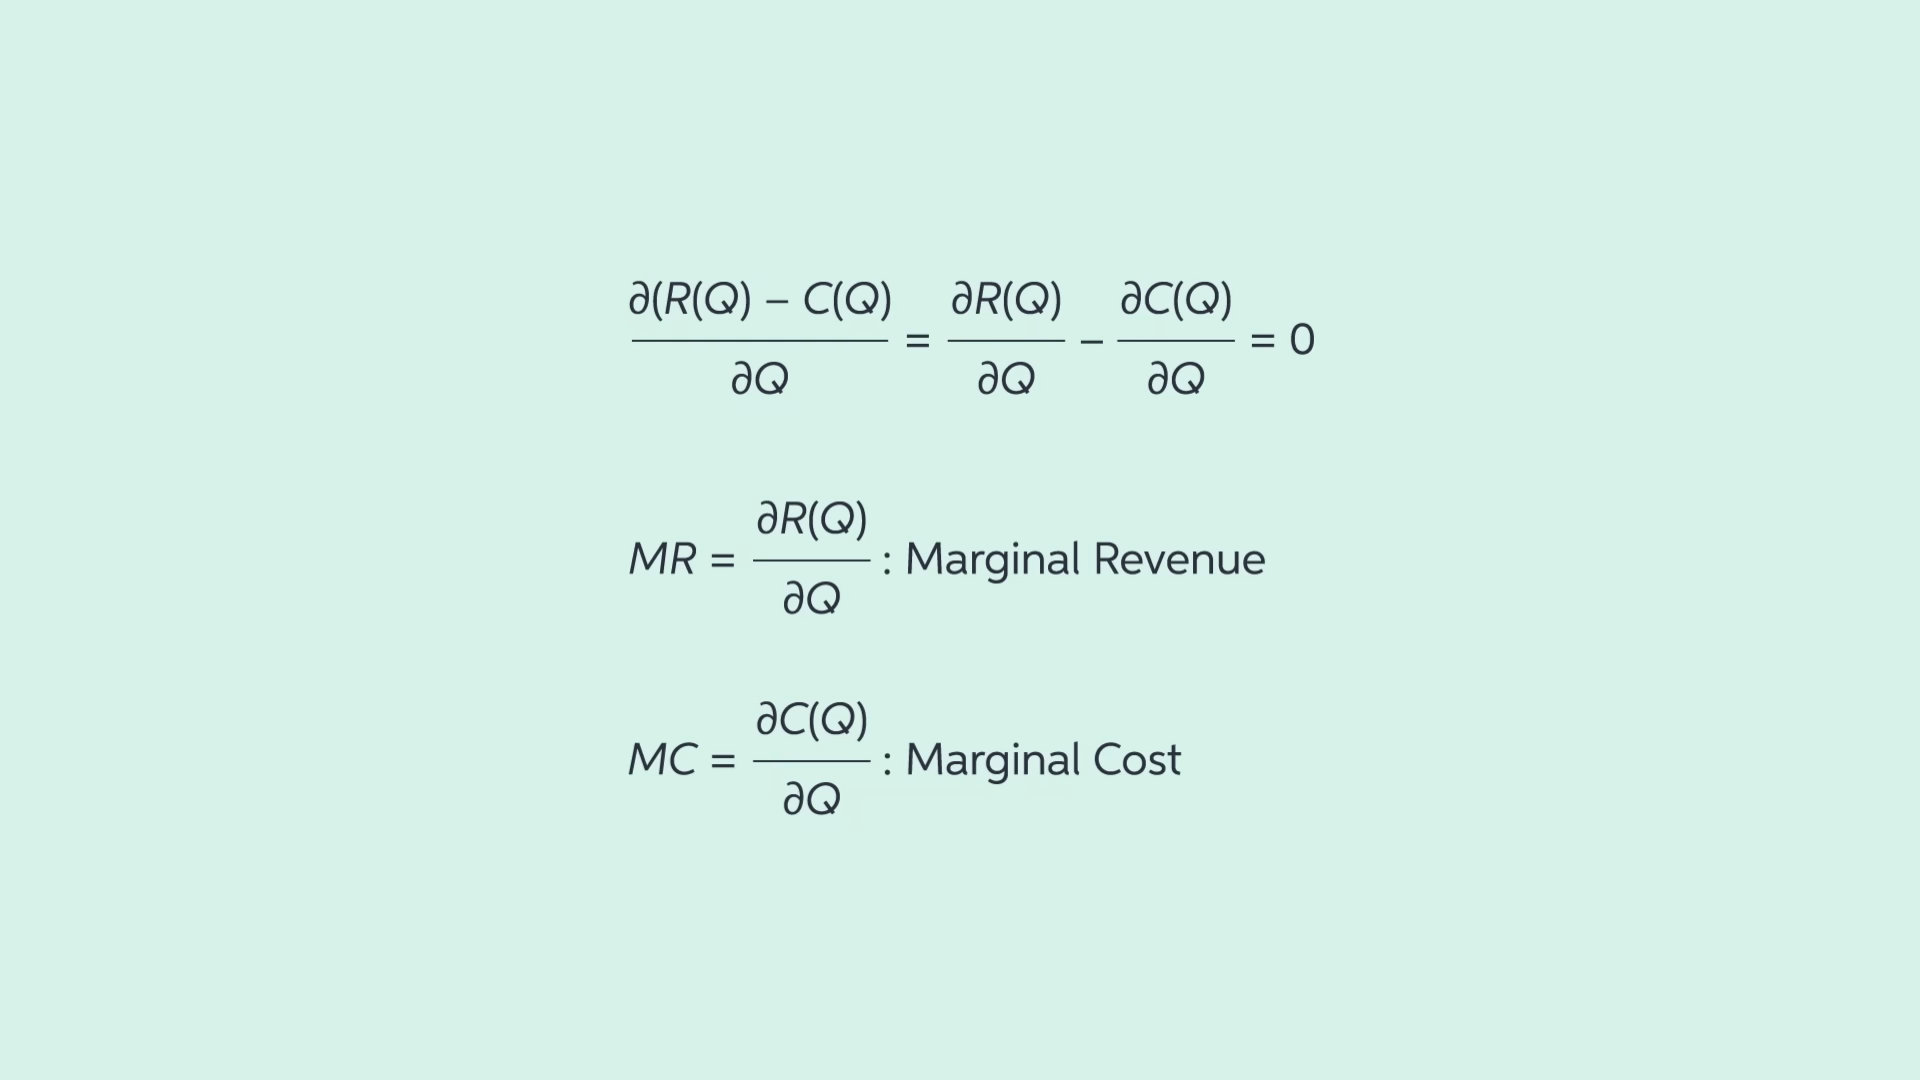 ∂(R(Q) – C(Q) / ∂Q = ∂R(Q) / ∂Q – ∂C(Q) / ∂Q = 0
MR = ∂R(Q) / ∂Q : Marginal Revenue
MC = ∂C(Q) / ∂Q : Marginal Cost